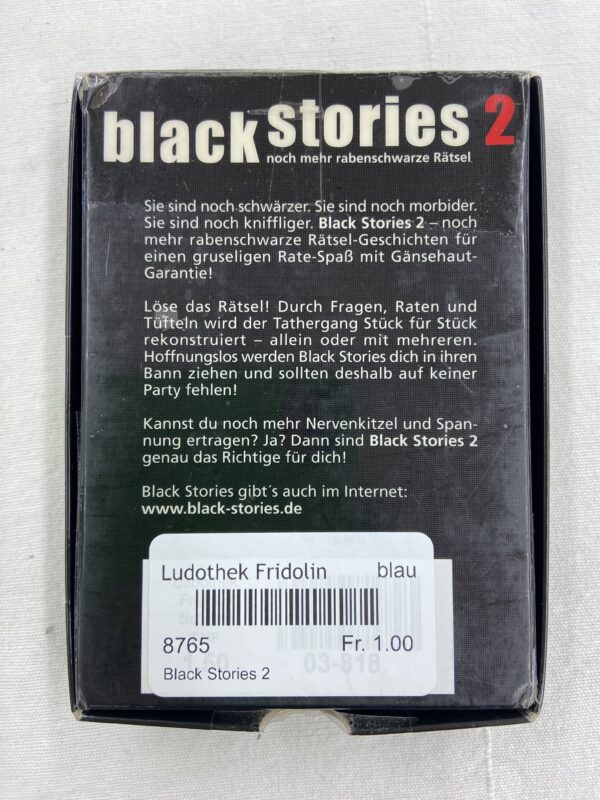 black stories 2
noch mehr rabenschwarze Rätsel
Sie sind noch schwärzer. Sie sind noch morbider.
Sie sind noch kniffliger. Black Stories 2 – noch
mehr rabenschwarze Rätsel-Geschichten für
einen gruseligen Rate-Spaß mit Gänsehaut-
Garantie!
Löse das Rätsel! Durch Fragen, Raten und
Tüfteln wird der Tathergang Stück für Stück
rekonstruiert – allein oder mit mehreren.
Hoffnungslos werden Black Stories dich in ihren
Bann ziehen und sollten deshalb auf keiner
Party fehlen!
Kannst du noch mehr Nervenkitzel und Span-
nung ertragen? Ja? Dann sind Black Stories 2
genau das Richtige für dich!
Black Stories gibt´s auch im Internet:
www.black-stories.de
Ludothek Fridolin blau
8765 Fr. 1.00
03-818
Black Stories 2